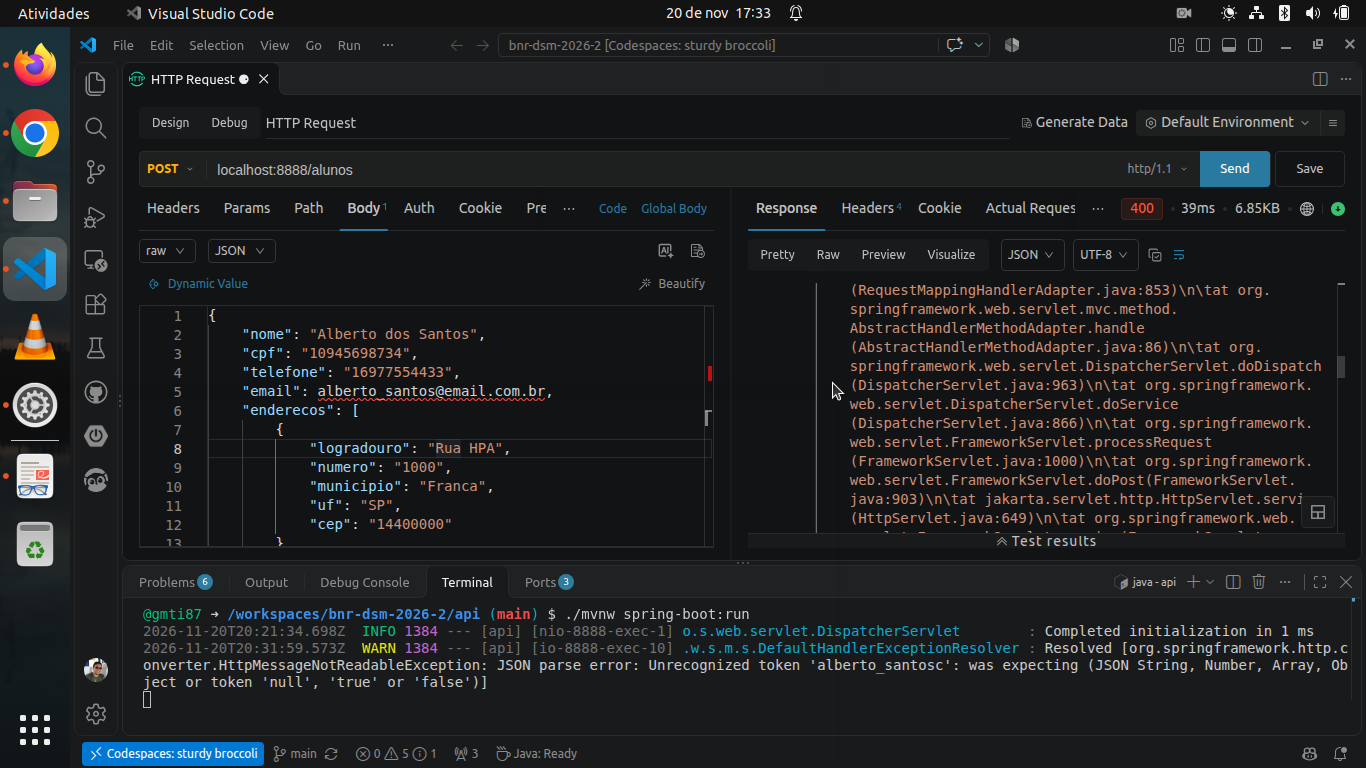 Atividades
Visual Studio Code
20 de nov 17:33
File Edit Selection View Go Run ···
bnr-dsm-2026-2 [Codespaces: sturdy broccoli]
HTTP HTTP Request
Design Debug HTTP Request
Generate Data
Default Environment
POST localhost:8888/alunos http/1.1 Send Save
Headers Params Path Body 1 Auth Cookie Pre ··· Code Global Body
raw JSON
Dynamic Value
Beautify
1 {
2 "nome": "Alberto dos Santos",
3 "cpf": "10945698734",
4 "telefone": "16977554433",
5 "email": alberto_santos@email.com.br,
6 "enderecos": [
7 {
8 "logradouro": "Rua HPA",
9 "numero": "1000",
10 "municipio": "Franca",
11 "uf": "SP",
12 "cep": "14400000"
13 }
Response Headers 4 Cookie Actual Reques ··· 400 39ms 6.85KB
Pretty Raw Preview Visualize JSON UTF-8
(RequestMappingHandlerAdapter.java:853)\n\tat org.
springframework.web.servlet.mvc.method.
AbstractHandlerMethodAdapter.handle
(AbstractHandlerMethodAdapter.java:86)\n\tat org.
springframework.web.servlet.DispatcherServlet.doDispatch
(DispatcherServlet.java:963)\n\tat org.springframework.
web.servlet.DispatcherServlet.doService
(DispatcherServlet.java:866)\n\tat org.springframework.
web.servlet.FrameworkServlet.processRequest
(FrameworkServlet.java:1000)\n\tat org.springframework.
web.servlet.FrameworkServlet.doPost(FrameworkServlet.
java:903)\n\tat jakarta.servlet.http.HttpServlet.servi
(HttpServlet.java:649)\n\tat org.springframework.web.
Test results
Problems 6 Output Debug Console Terminal Ports 3
java - api
@gmti87 ➜ /workspaces/bnr-dsm-2026-2/api (main) $ ./mvnw spring-boot:run
2026-11-20T20:21:34.698Z INFO 1384 --- [api] [nio-8888-exec-1] o.s.web.servlet.DispatcherServlet : Completed initialization in 1 ms
2026-11-20T20:31:59.573Z WARN 1384 --- [api] [io-8888-exec-10] .w.s.m.s.DefaultHandlerExceptionResolver : Resolved [org.springframework.http.c
onverter.HttpMessageNotReadableException: JSON parse error: Unrecognized token 'alberto_santosc': was expecting (JSON String, Number, Array, Ob
ject or token 'null', 'true' or 'false')]
Codespaces: sturdy broccoli main 0 5 1 3 Java: Ready